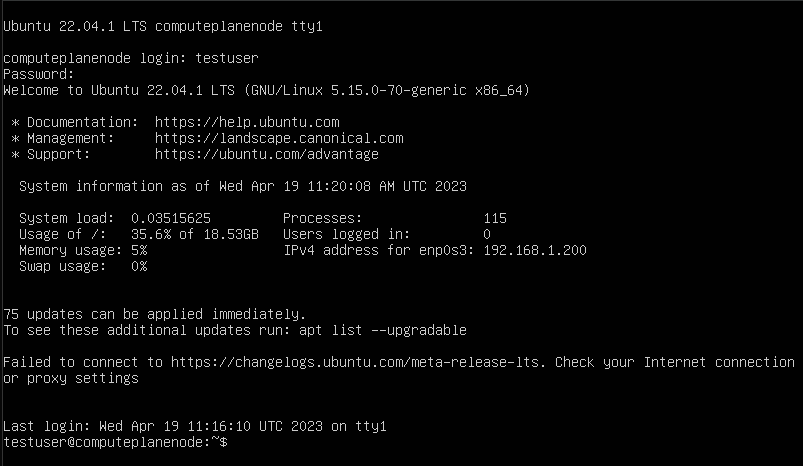 Ubuntu 22.04.1 LTS computeplanenode tty1
computeplanenode login: testuser
Password:
Welcome to Ubuntu 22.04.1 LTS (GNU/Linux 5.15.0-70-generic x86_64)
* Documentation:  https://help.ubuntu.com
* Management:     https://landscape.canonical.com
* Support:        https://ubuntu.com/advantage
System information as of Wed Apr 19 11:20:08 AM UTC 2023
System load:  0.03515625         Processes:               115
Usage of /:   35.6% of 18.53GB   Users logged in:         0
Memory usage: 5%                 IPv4 address for enp0s3: 192.168.1.200
Swap usage:   0%
75 updates can be applied immediately.
To see these additional updates run: apt list --upgradable
Failed to connect to https://changelogs.ubuntu.com/meta-release-lts. Check your Internet connection
or proxy settings
Last login: Wed Apr 19 11:16:10 UTC 2023 on tty1
testuser@computeplanenode:~$